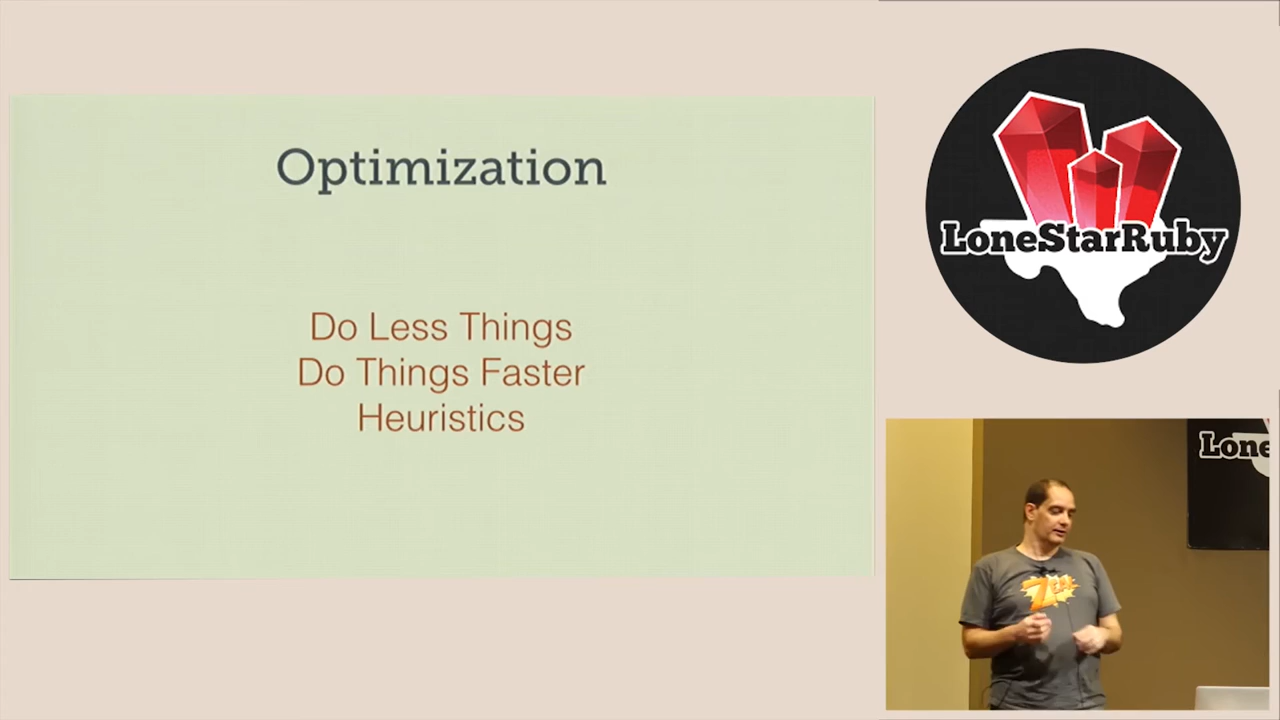 Optimization
Do Less Things
Do Things Faster
Heuristics
LoneStarRuby
Lone